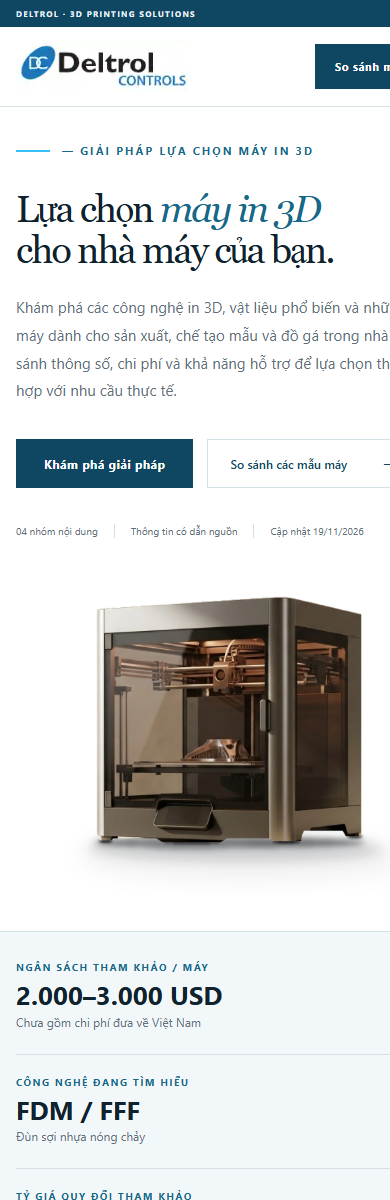 DELTROL · 3D PRINTING SOLUTIONS
DC Deltrol
CONTROLS
So sánh m
— GIẢI PHÁP LỰA CHỌN MÁY IN 3D
Lựa chọn máy in 3D
cho nhà máy của bạn.
Khám phá các công nghệ in 3D, vật liệu phổ biến và nhữ
máy dành cho sản xuất, chế tạo mẫu và đồ gá trong nhà
sánh thông số, chi phí và khả năng hỗ trợ để lựa chọn th
hợp với nhu cầu thực tế.
Khám phá giải pháp
So sánh các mẫu máy
04 nhóm nội dung
Thông tin có dẫn nguồn
Cập nhật 19/11/2026
NGÂN SÁCH THAM KHẢO / MÁY
2.000–3.000 USD
Chưa gồm chi phí đưa về Việt Nam
CÔNG NGHỆ ĐANG TÌM HIỂU
FDM / FFF
Đùn sợi nhựa nóng chảy
TỶ GIÁ QUY ĐỔI THAM KHẢO